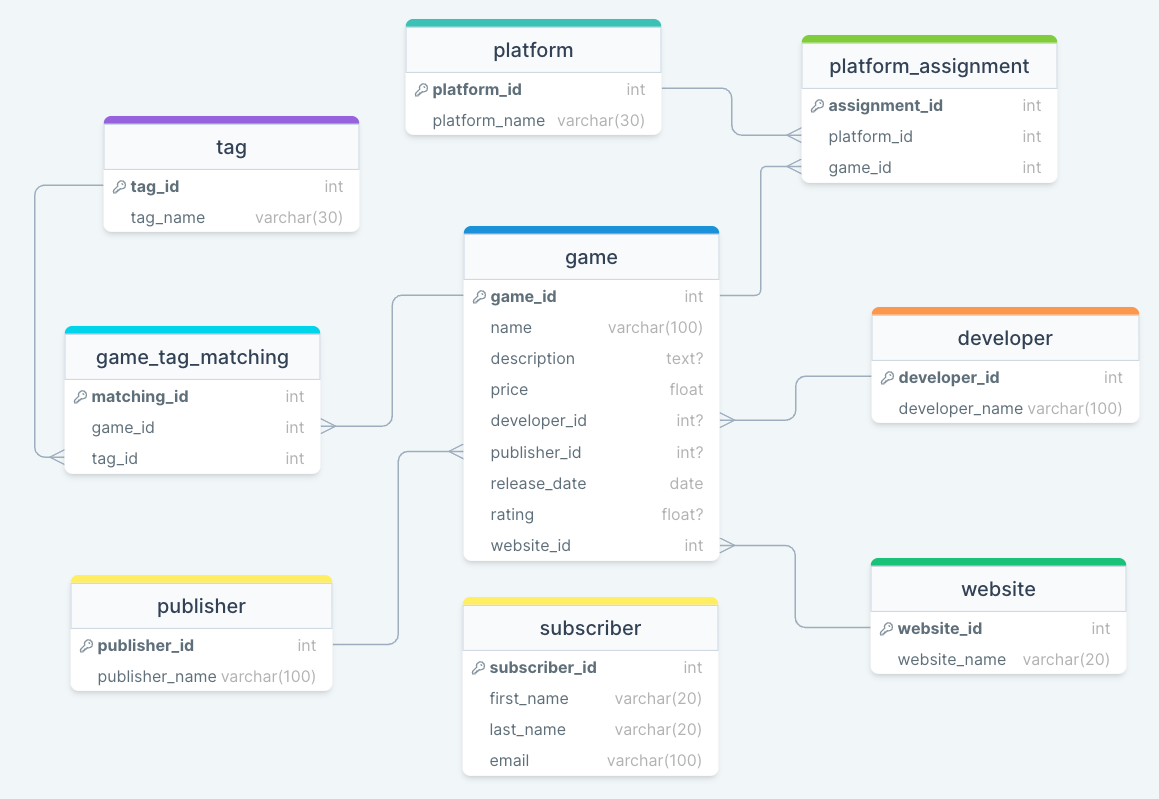 platform
platform_id int
platform_name varchar(30)
platform_assignment
assignment_id int
platform_id int
game_id int
tag
tag_id int
tag_name varchar(30)
game
game_id int
name varchar(100)
description text?
price float
developer_id int?
publisher_id int?
release_date date
rating float?
website_id int
developer
developer_id int
developer_name varchar(100)
game_tag_matching
matching_id int
game_id int
tag_id int
publisher
publisher_id int
publisher_name varchar(100)
subscriber
subscriber_id int
first_name varchar(20)
last_name varchar(20)
email varchar(100)
website
website_id int
website_name varchar(20)